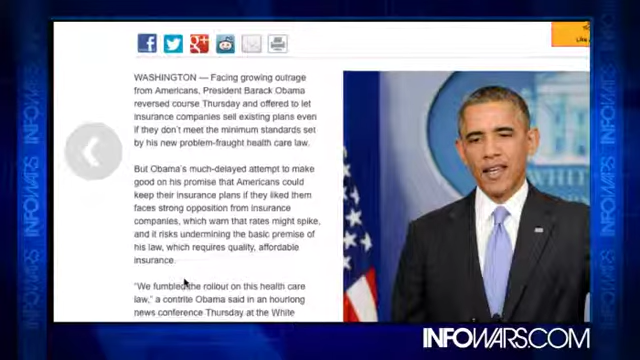 WASHINGTON — Facing growing outrage
from Americans, President Barack Obama
reversed course Thursday and offered to let
insurance companies sell existing plans even
if they don't meet the minimum standards set
by his new problem-fraught health care law.
But Obama's much-delayed attempt to make
good on his promise that Americans could
keep their insurance plans if they liked them
faces strong opposition from insurance
companies, which warn that rates might spike,
and it risks undermining the basic premise of
his law, which requires quality, affordable
insurance.
"We fumbled the rollout on this health care
law," a contrite Obama said in an hourlong
news conference Thursday at the White
INFOWARS
INFOWARS
INFOWARS
INFOWARS
INFOWARS.COM